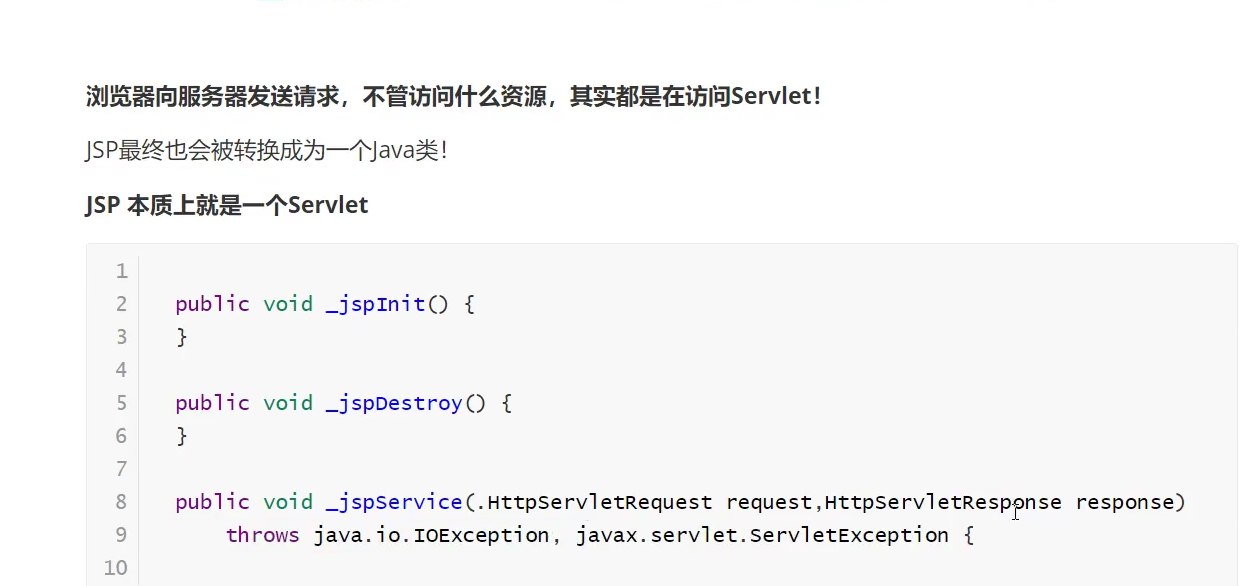 浏览器向服务器发送请求，不管访问什么资源，其实都是在访问Servlet！
JSP最终也会被转换成为一个Java类！
JSP 本质上就是一个Servlet
1
2 public void _jspInit() {
3 }
4
5 public void _jspDestroy() {
6 }
7
8 public void _jspService(.HttpServletRequest request,HttpServletResponse response)
9 throws java.io.IOException, javax.servlet.ServletException {
10